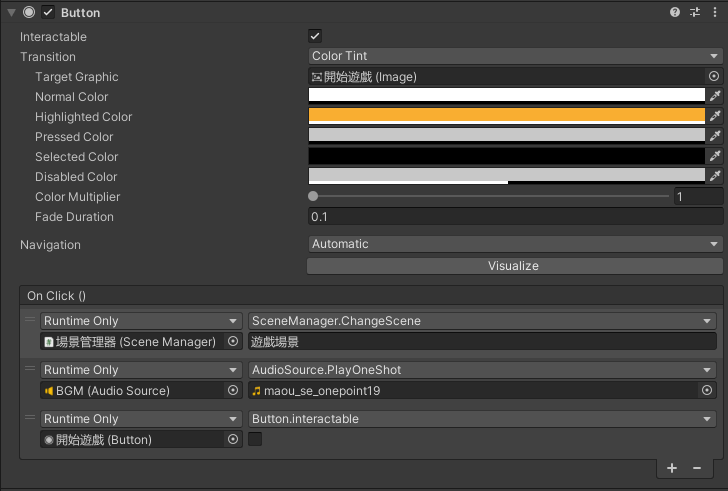 Button
Interactable
Transition Color Tint
Target Graphic 開始遊戲 (Image)
Normal Color
Highlighted Color
Pressed Color
Selected Color
Disabled Color
Color Multiplier 1
Fade Duration 0.1
Navigation Automatic
Visualize
On Click ()
Runtime Only SceneManager.ChangeScene
場景管理器 (Scene Manager) 遊戲場景
Runtime Only AudioSource.PlayOneShot
BGM (Audio Source) maou_se_onepoint19
Runtime Only Button.interactable
開始遊戲 (Button)